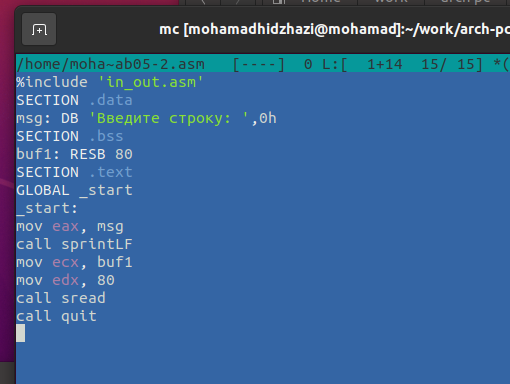 mc [mohamadhidzhazi@mohamad]:~/work/arch-pc
/home/moha~ab05-2.asm [----] 0 L:[ 1+14 15/ 15] *(
%include 'in_out.asm'
SECTION .data
msg: DB 'Введите строку: ',0h
SECTION .bss
buf1: RESB 80
SECTION .text
GLOBAL _start
_start:
mov eax, msg
call sprintLF
mov ecx, buf1
mov edx, 80
call sread
call quit